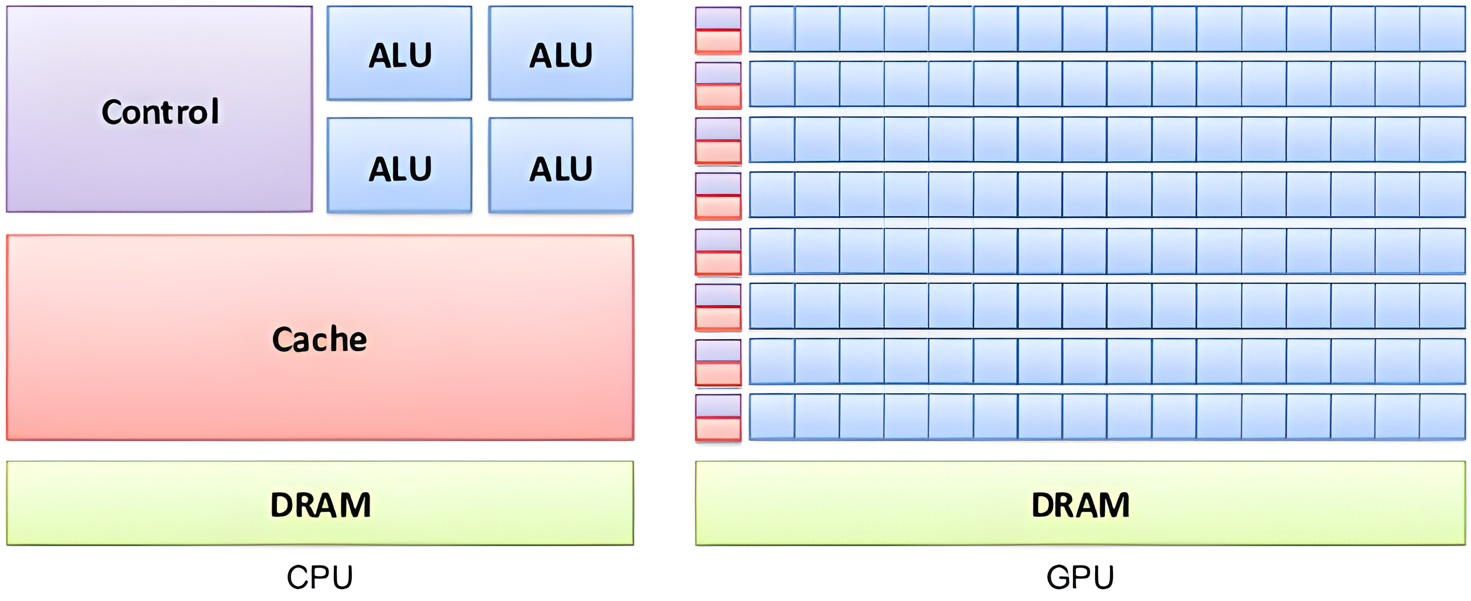 Control
ALU
ALU
ALU
ALU
Cache
DRAM
CPU
DRAM
GPU